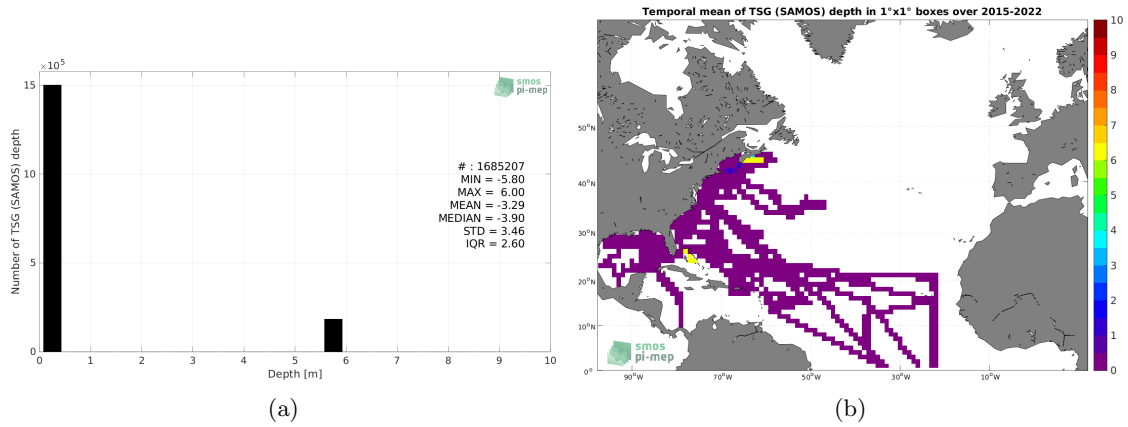 ×10⁵
smos
pi-mep
15
10
5
0
Number of TSG (SAMOS) depth
# : 1685207
MIN = -5.80
MAX = 6.00
MEAN = -3.29
MEDIAN = -3.90
STD = 3.46
IQR = 2.60
0 1 2 3 4 5 6 7 8 9 10
Depth [m]
(a)
Temporal mean of TSG (SAMOS) depth in 1°x1° boxes over 2015-2022
50°N
40°N
30°N
20°N
10°N
0°
90°W 70°W 50°W 30°W 10°W
smos
pi-mep
10
9
8
7
6
5
4
3
2
1
0
(b)